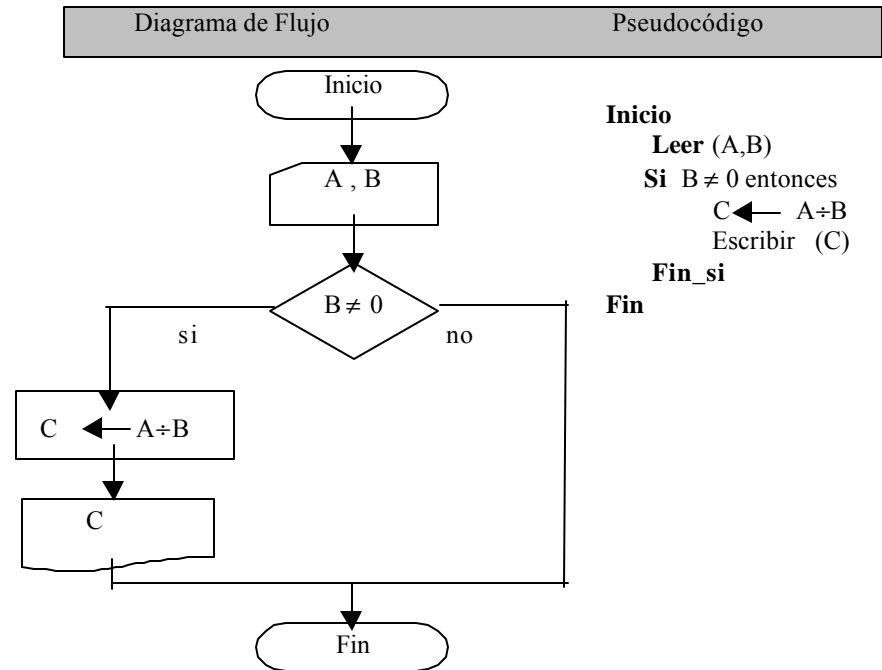 Diagrama de Flujo Pseudocódigo
Inicio
A , B
B ≠ 0
si
no
C ← A÷B
C
Fin
Inicio
Leer (A,B)
Si B ≠ 0 entonces
C ← A÷B
Escribir (C)
Fin_si
Fin